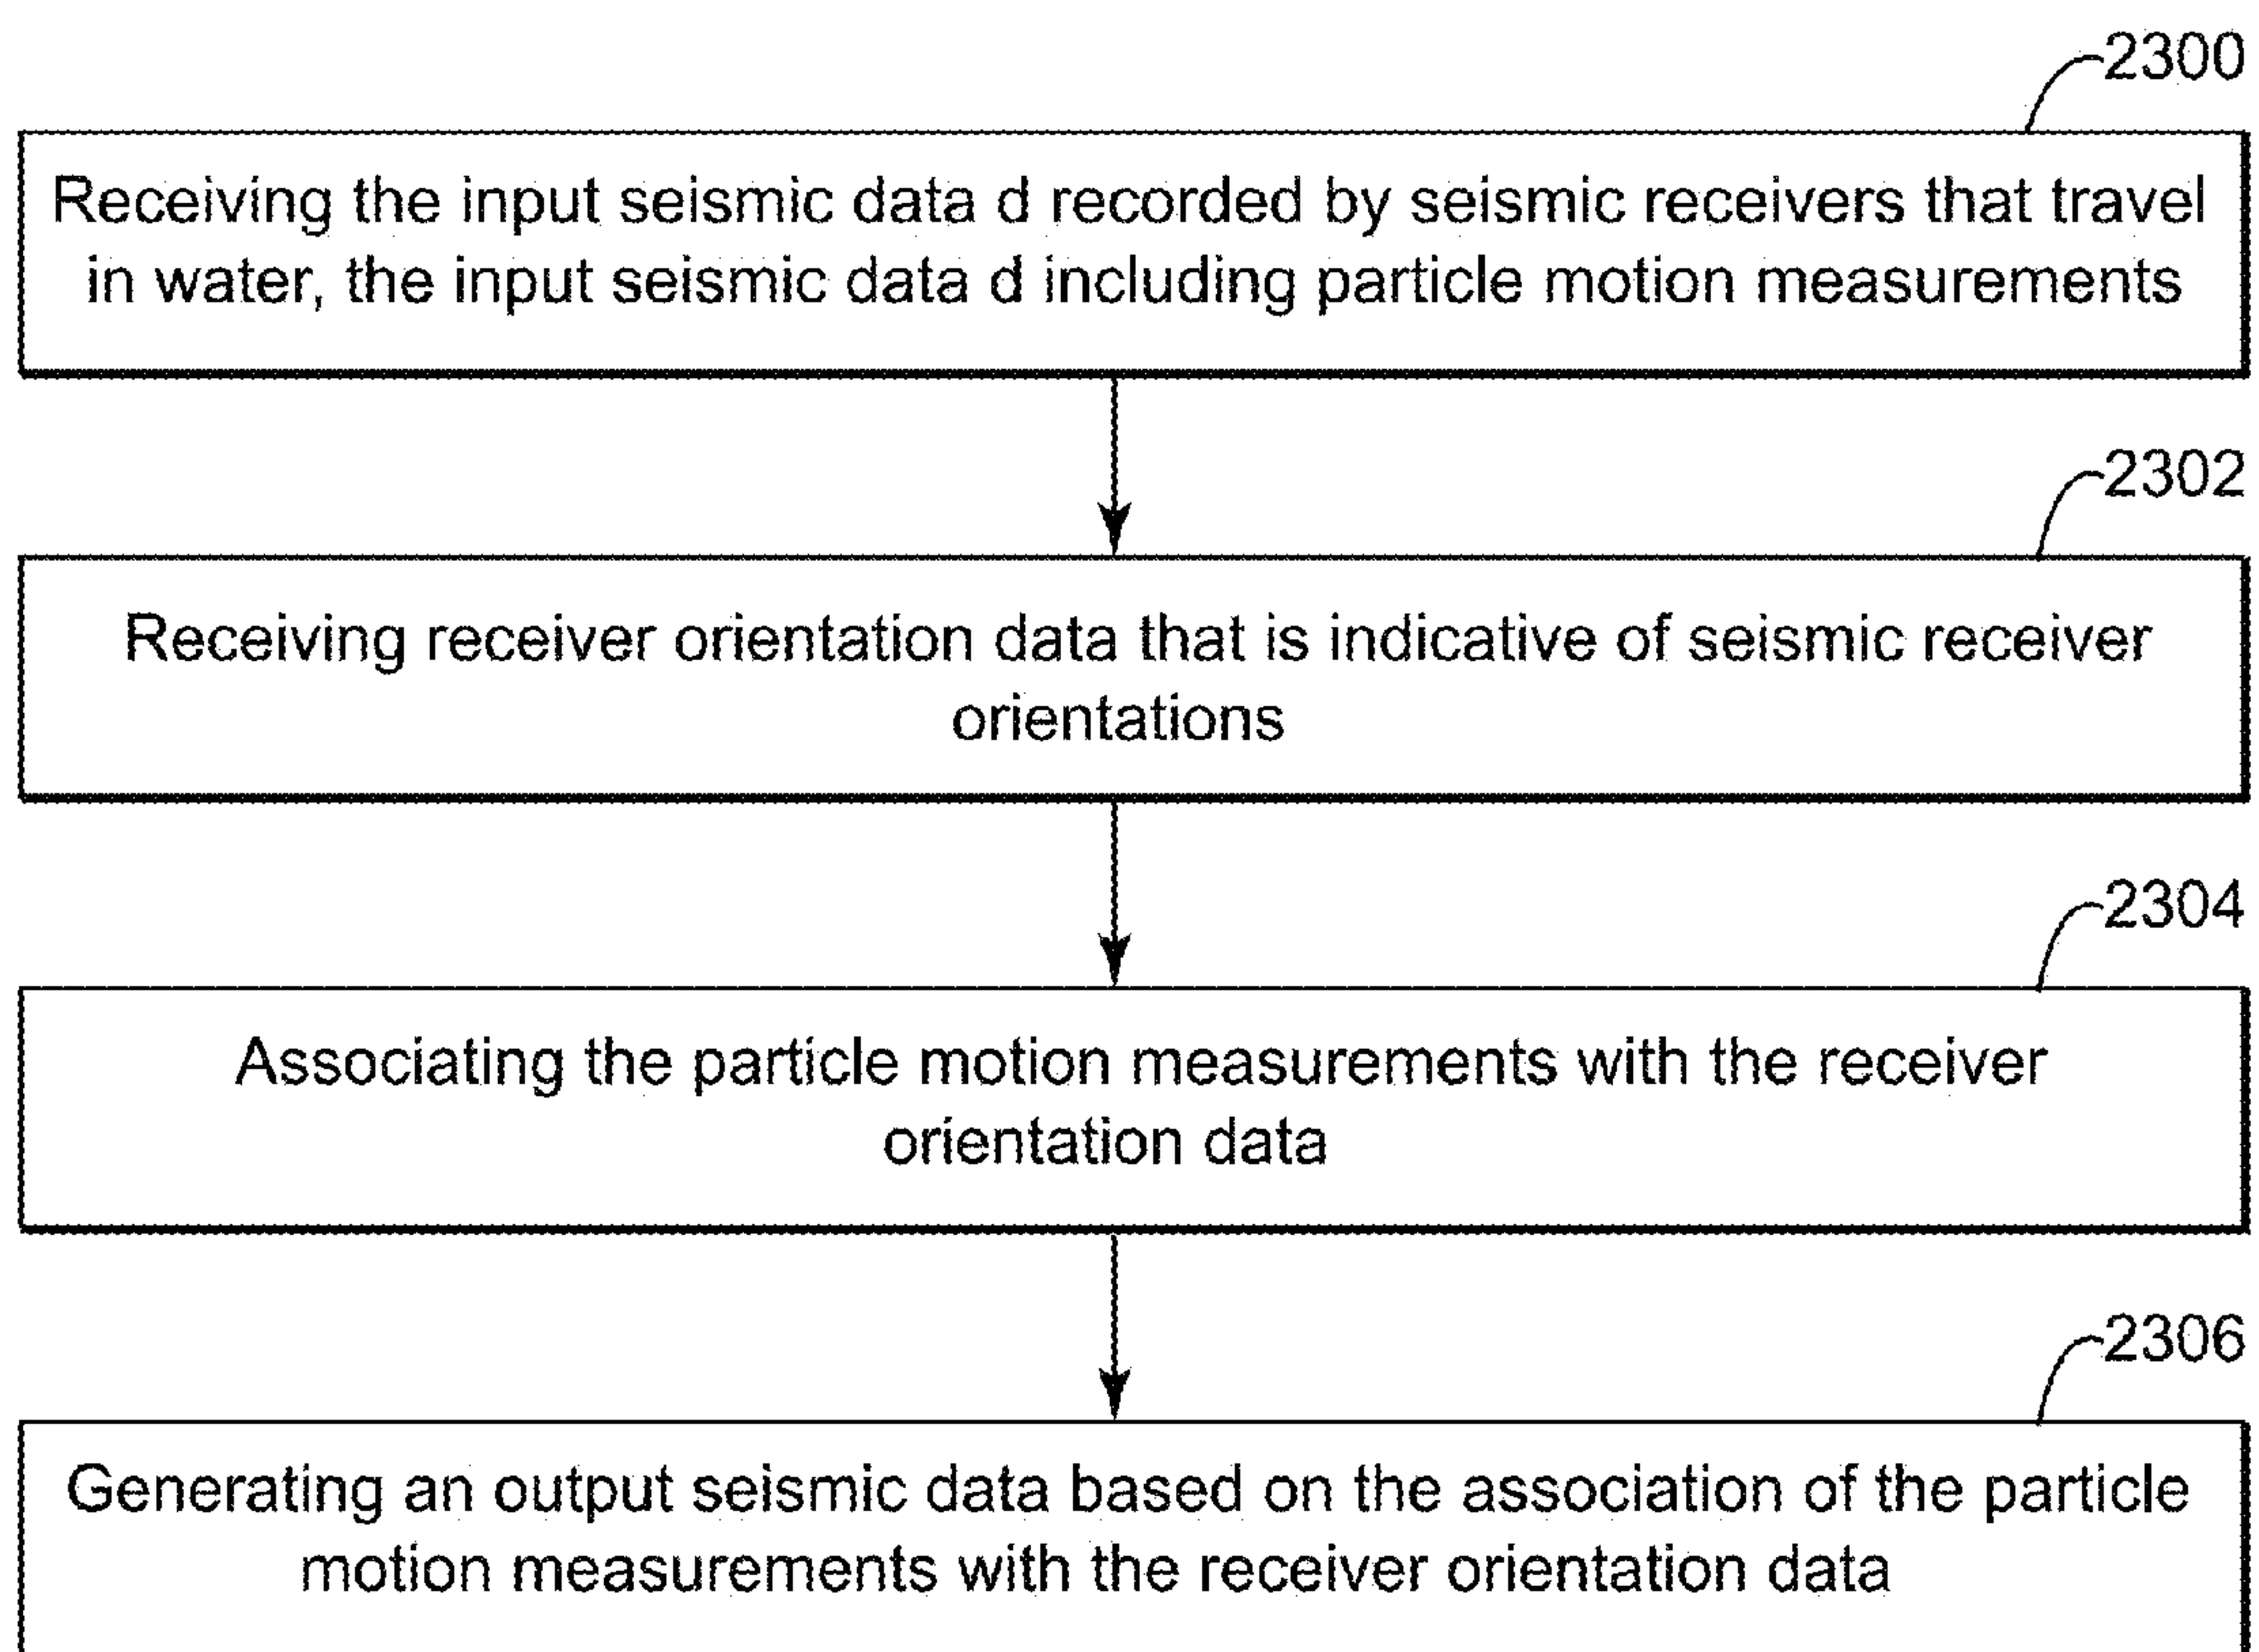 2300
Receiving the input seismic data d recorded by seismic receivers that travel
in water, the input seismic data d including particle motion measurements
2302
Receiving receiver orientation data that is indicative of seismic receiver
orientations
2304
Associating the particle motion measurements with the receiver
orientation data
2306
Generating an output seismic data based on the association of the particle
motion measurements with the receiver orientation data